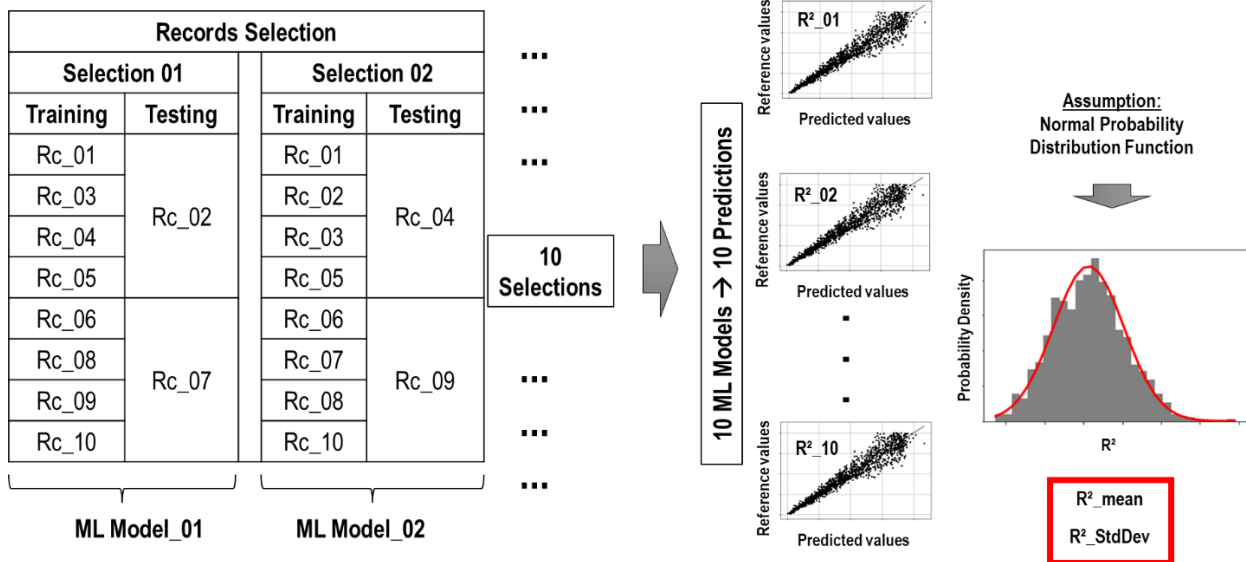 Records Selection
Selection 01
Training
Testing
Rc_01
Rc_03
Rc_04
Rc_05
Rc_02
Rc_06
Rc_08
Rc_09
Rc_10
Rc_07
ML Model_01
Selection 02
Training
Testing
Rc_01
Rc_02
Rc_03
Rc_05
Rc_04
Rc_06
Rc_07
Rc_08
Rc_10
Rc_09
ML Model_02
...
...
...
10
Selections
...
...
...
10 ML Models → 10 Predictions
R²_01
Reference values
Predicted values
R²_02
Reference values
Predicted values
R²_10
Reference values
Predicted values
Assumption:
Normal Probability
Distribution Function
Probability Density
R²
R²_mean
R²_StdDev